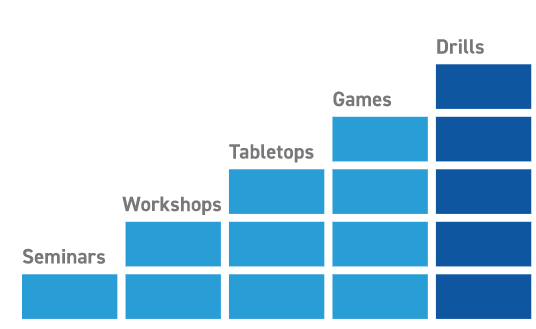 Drills
Games
Tabletops
Workshops
Seminars